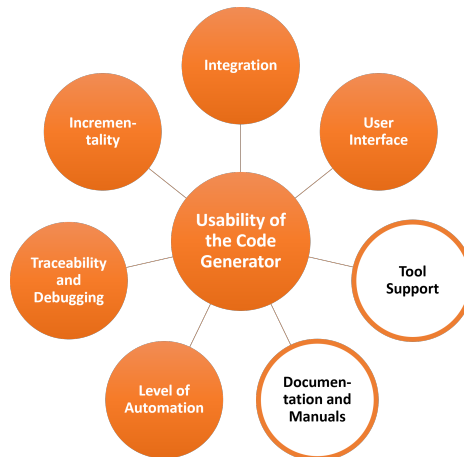 Integration
Incremen-
tality
User
Interface
Usability of
the Code
Generator
Traceability
and
Debugging
Tool
Support
Level of
Automation
Documen-
tation and
Manuals